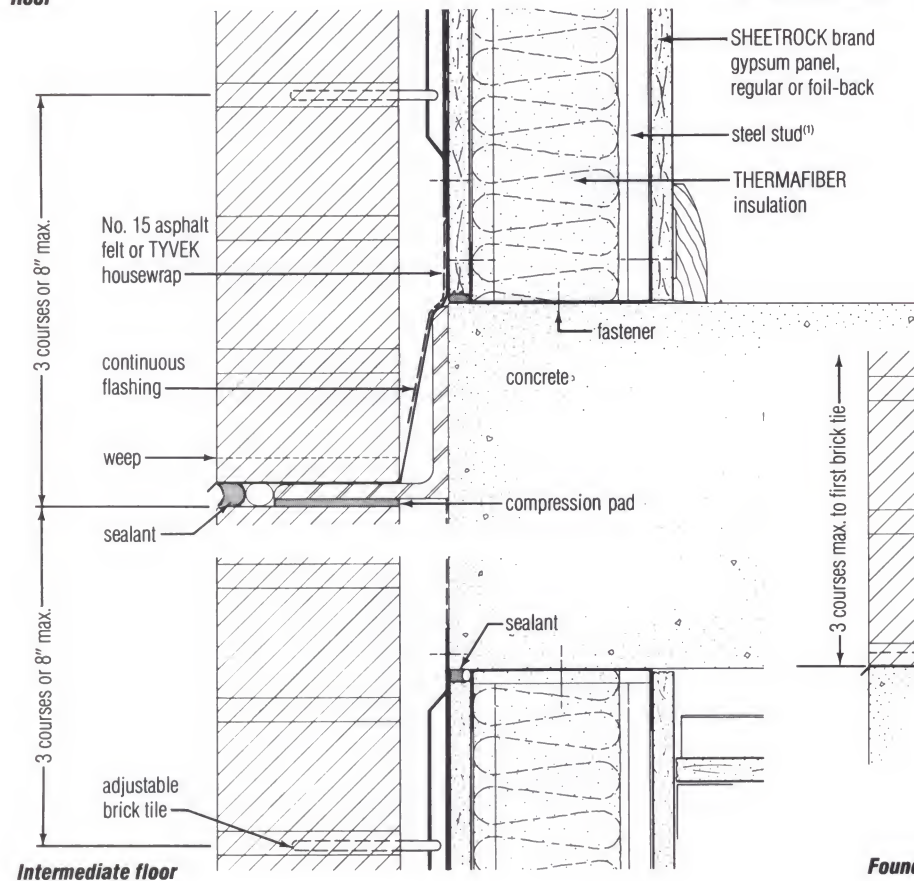 SHEETROCK brand
gypsum panel,
regular or foil-back
steel stud(1)
THERMAFIBER
insulation
No. 15 asphalt
felt or TYVEK
housewrap
3 courses or 8" max.
fastener
continuous
flashing
concrete
weep
compression pad
sealant
3 courses max. to first brick tie
sealant
3 courses or 8" max.
adjustable
brick tile
Intermediate floor